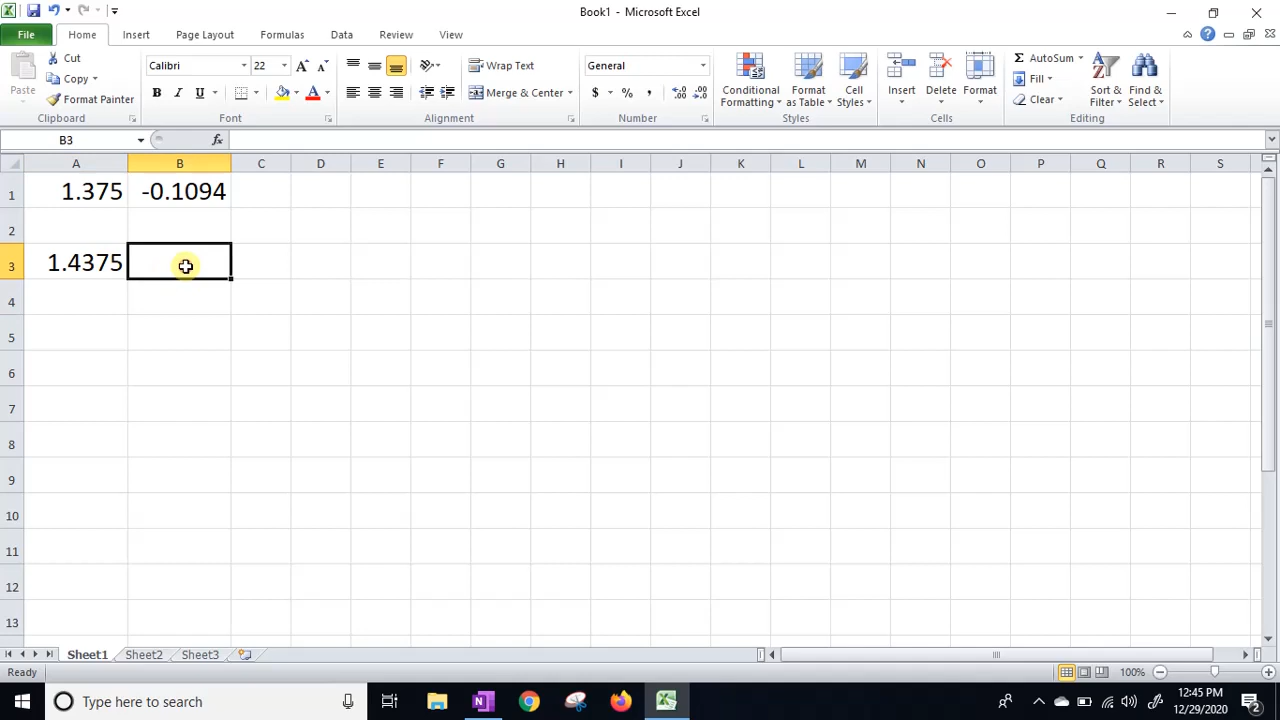 Book1 - Microsoft Excel
File Home Insert Page Layout Formulas Data Review View
Cut
Copy
Format Painter
Paste
Clipboard
Calibri 22 A A
B I U A
Font
Wrap Text
Merge & Center
Alignment
General
$ % ,
Number
Conditional Formatting
Format as Table
Cell Styles
Styles
Insert Delete Format
Cells
Σ AutoSum
Fill
Clear
Sort & Filter
Find & Select
Editing
B3 fx
A B C D E F G H I J K L M N O P Q R S
1 1.375 -0.1094
2
3 1.4375
4
5
6
7
8
9
10
11
12
13
Sheet1 Sheet2 Sheet3
Ready 100%
Type here to search
12:45 PM
12/29/2020
2